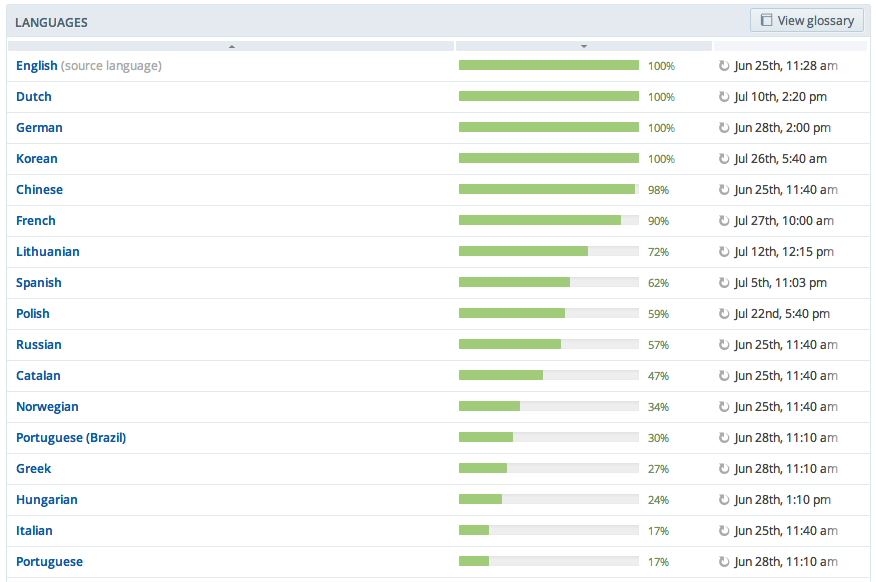 LANGUAGES View glossary
English (source language) 100% Jun 25th, 11:28 am
Dutch 100% Jul 10th, 2:20 pm
German 100% Jun 28th, 2:00 pm
Korean 100% Jul 26th, 5:40 am
Chinese 98% Jun 25th, 11:40 am
French 90% Jul 27th, 10:00 am
Lithuanian 72% Jul 12th, 12:15 pm
Spanish 62% Jul 5th, 11:03 pm
Polish 59% Jul 22nd, 5:40 pm
Russian 57% Jun 25th, 11:40 am
Catalan 47% Jun 25th, 11:40 am
Norwegian 34% Jun 25th, 11:40 am
Portuguese (Brazil) 30% Jun 28th, 11:10 am
Greek 27% Jun 28th, 11:10 am
Hungarian 24% Jun 28th, 1:10 pm
Italian 17% Jun 25th, 11:40 am
Portuguese 17% Jun 28th, 11:10 am